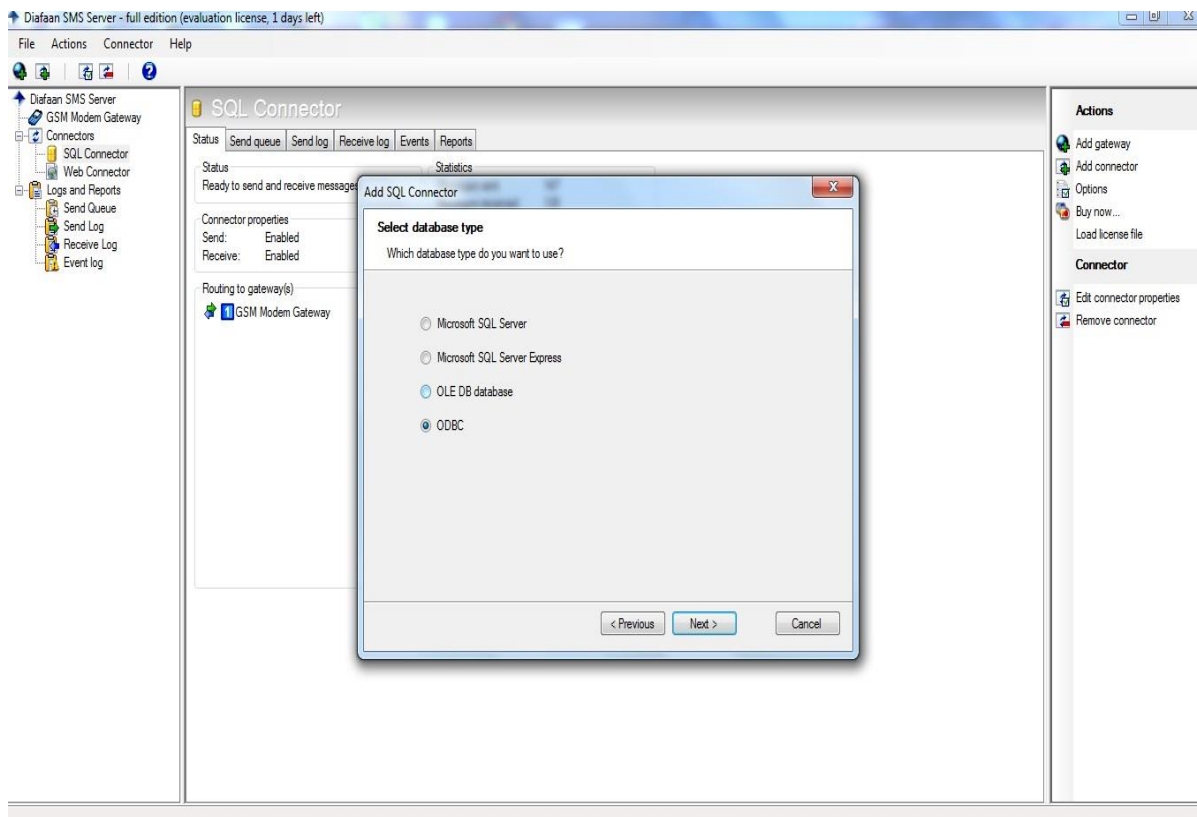 Diafaan SMS Server - full edition (evaluation license, 1 days left)
File Actions Connector Help
Diafaan SMS Server
GSM Modem Gateway
Connectors
SQL Connector
Web Connector
Logs and Reports
Send Queue
Send Log
Receive Log
Event log
SQL Connector
Status Send queue Send log Receive log Events Reports
Status
Ready to send and receive messages
Statistics
Connector properties
Send: Enabled
Receive: Enabled
Routing to gateway(s)
1 GSM Modem Gateway
Add SQL Connector
X
Select database type
Which database type do you want to use?
Microsoft SQL Server
Microsoft SQL Server Express
OLE DB database
ODBC
< Previous Next > Cancel
Actions
Add gateway
Add connector
Options
Buy now...
Load license file
Connector
Edit connector properties
Remove connector